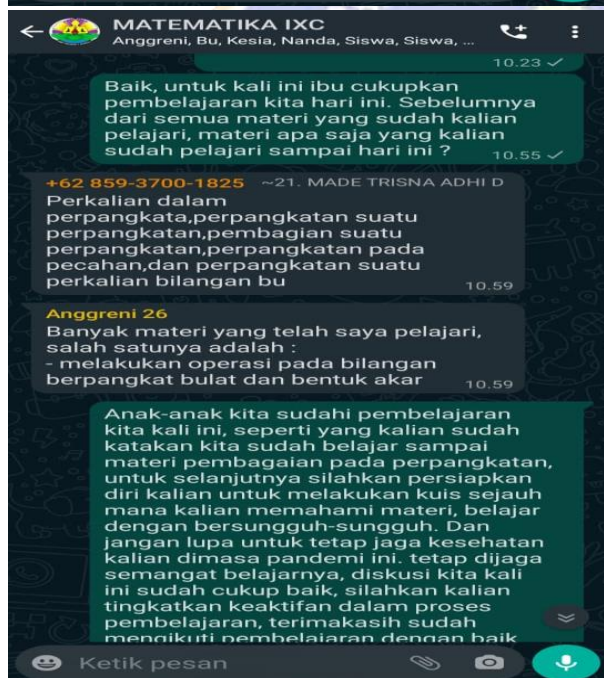 MATEMATIKA IXC
Anggreni, Bu, Kesia, Nanda, Siswa, Siswa, ...
10.23
Baik, untuk kali ini ibu cukupkan
pembelajaran kita hari ini. Sebelumnya
dari semua materi yang sudah kalian
pelajari, materi apa saja yang kalian
sudah pelajari sampai hari ini ?
10.55
+62 859-3700-1825 ~21. MADE TRISNA ADHI D
Perkalian dalam
perpangkata,perpangkatan suatu
perpangkatan,pembagian suatu
perpangkatan,perpangkatan pada
pecahan,dan perpangkatan suatu
perkalian bilangan bu
10.59
Anggreni 26
Banyak materi yang telah saya pelajari,
salah satunya adalah :
- melakukan operasi pada bilangan
berpangkat bulat dan bentuk akar
10.59
Anak-anak kita sudahi pembelajaran
kita kali ini, seperti yang kalian sudah
katakan kita sudah belajar sampai
materi pembagaian pada perpangkatan,
untuk selanjutnya silahkan persiapkan
diri kalian untuk melakukan kuis sejauh
mana kalian memahami materi, belajar
dengan bersungguh-sungguh. Dan
jangan lupa untuk tetap jaga kesehatan
kalian dimasa pandemi ini. tetap dijaga
semangat belajarnya, diskusi kita kali
ini sudah cukup baik, silahkan kalian
tingkatkan keaktifan dalam proses
pembelajaran, terimakasih sudah
mengikuti pembelajaran dengan baik
Ketik pesan